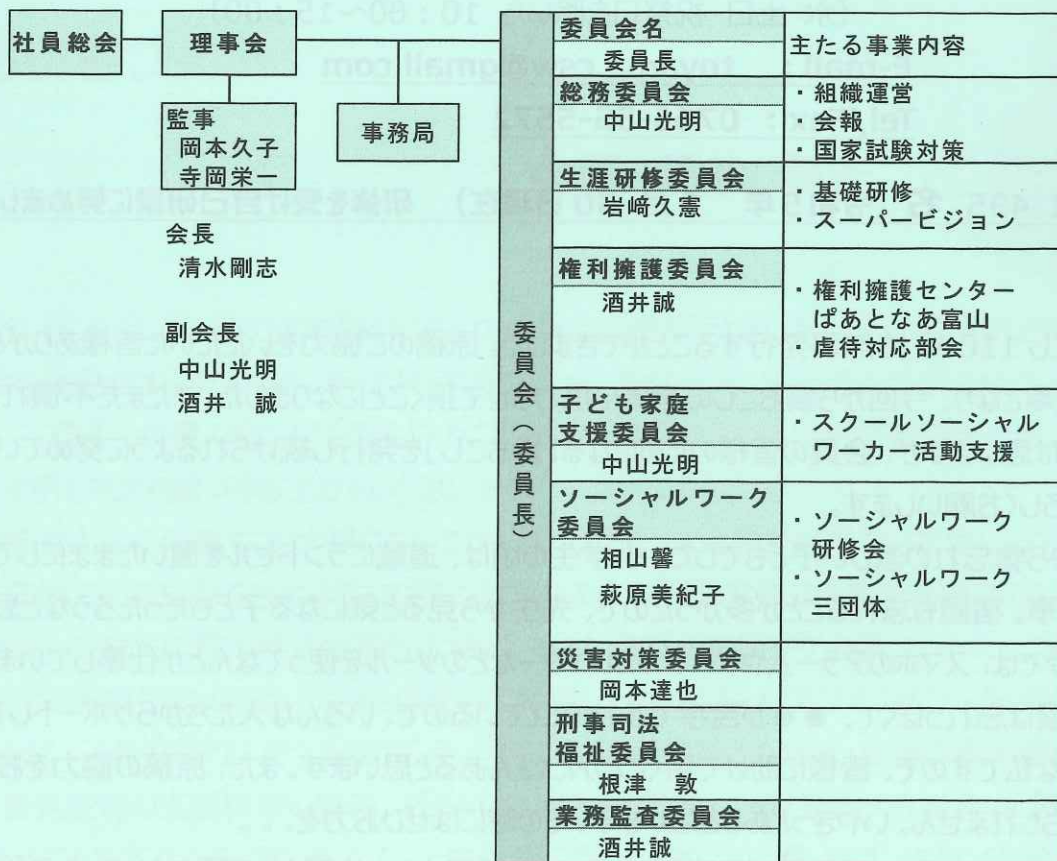 社員総会
理事会
監事
岡本久子
寺岡栄一
会長
清水剛志
副会長
中山光明
酒井 誠
事務局
委員会(委員長)
委員会名
委員長
主たる事業内容
総務委員会
中山光明
・組織運営
・会報
・国家試験対策
生涯研修委員会
岩崎久憲
・基礎研修
・スーパービジョン
権利擁護委員会
酒井誠
・権利擁護センター
ぱあとなあ富山
・虐待対応部会
子ども家庭
支援委員会
中山光明
・スクールソーシャル
ワーカー活動支援
ソーシャルワーク
委員会
相山馨
萩原美紀子
・ソーシャルワーク
研修会
・ソーシャルワーク
三団体
災害対策委員会
岡本達也
刑事司法
福祉委員会
根津 敦
業務監査委員会
酒井誠